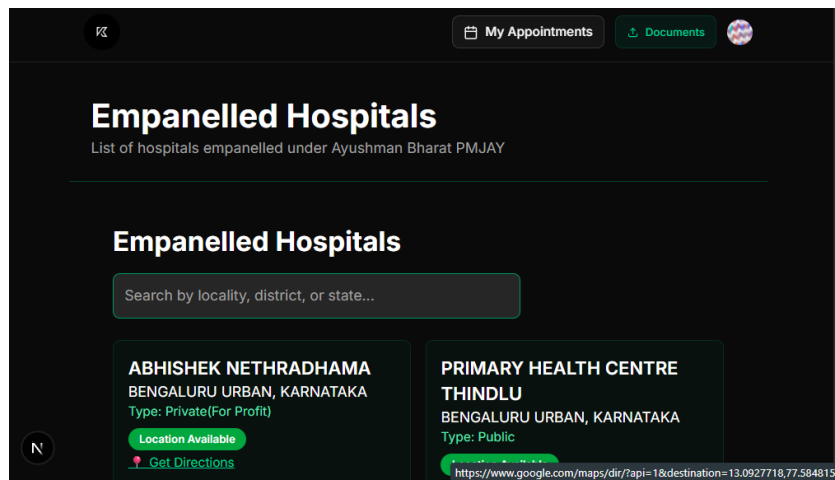 My Appointments
Documents
Empanelled Hospitals
List of hospitals empanelled under Ayushman Bharat PMJAY
Empanelled Hospitals
Search by locality, district, or state...
ABHISHEK NETHRADHAMA
BENGALURU URBAN, KARNATAKA
Type: Private(For Profit)
Location Available
Get Directions
PRIMARY HEALTH CENTRE
THINDLU
BENGALURU URBAN, KARNATAKA
Type: Public
N
https://www.google.com/maps/dir/?api=1&destination=13.0927718,77.584815